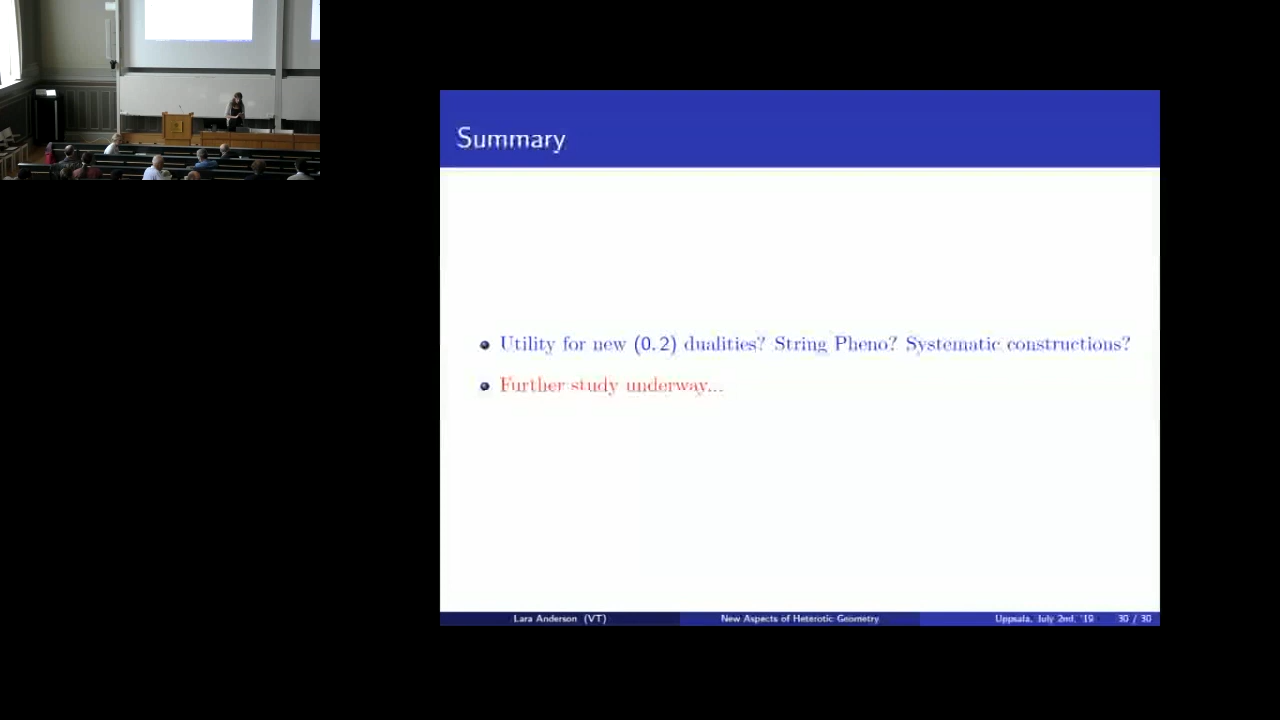 Summary
Utility for new (0,2) dualities? String Pheno? Systematic constructions?
Further study underway...
Lara Anderson (VT) New Aspects of Heterotic Geometry Uppsala, July 2nd, '19 30 / 30